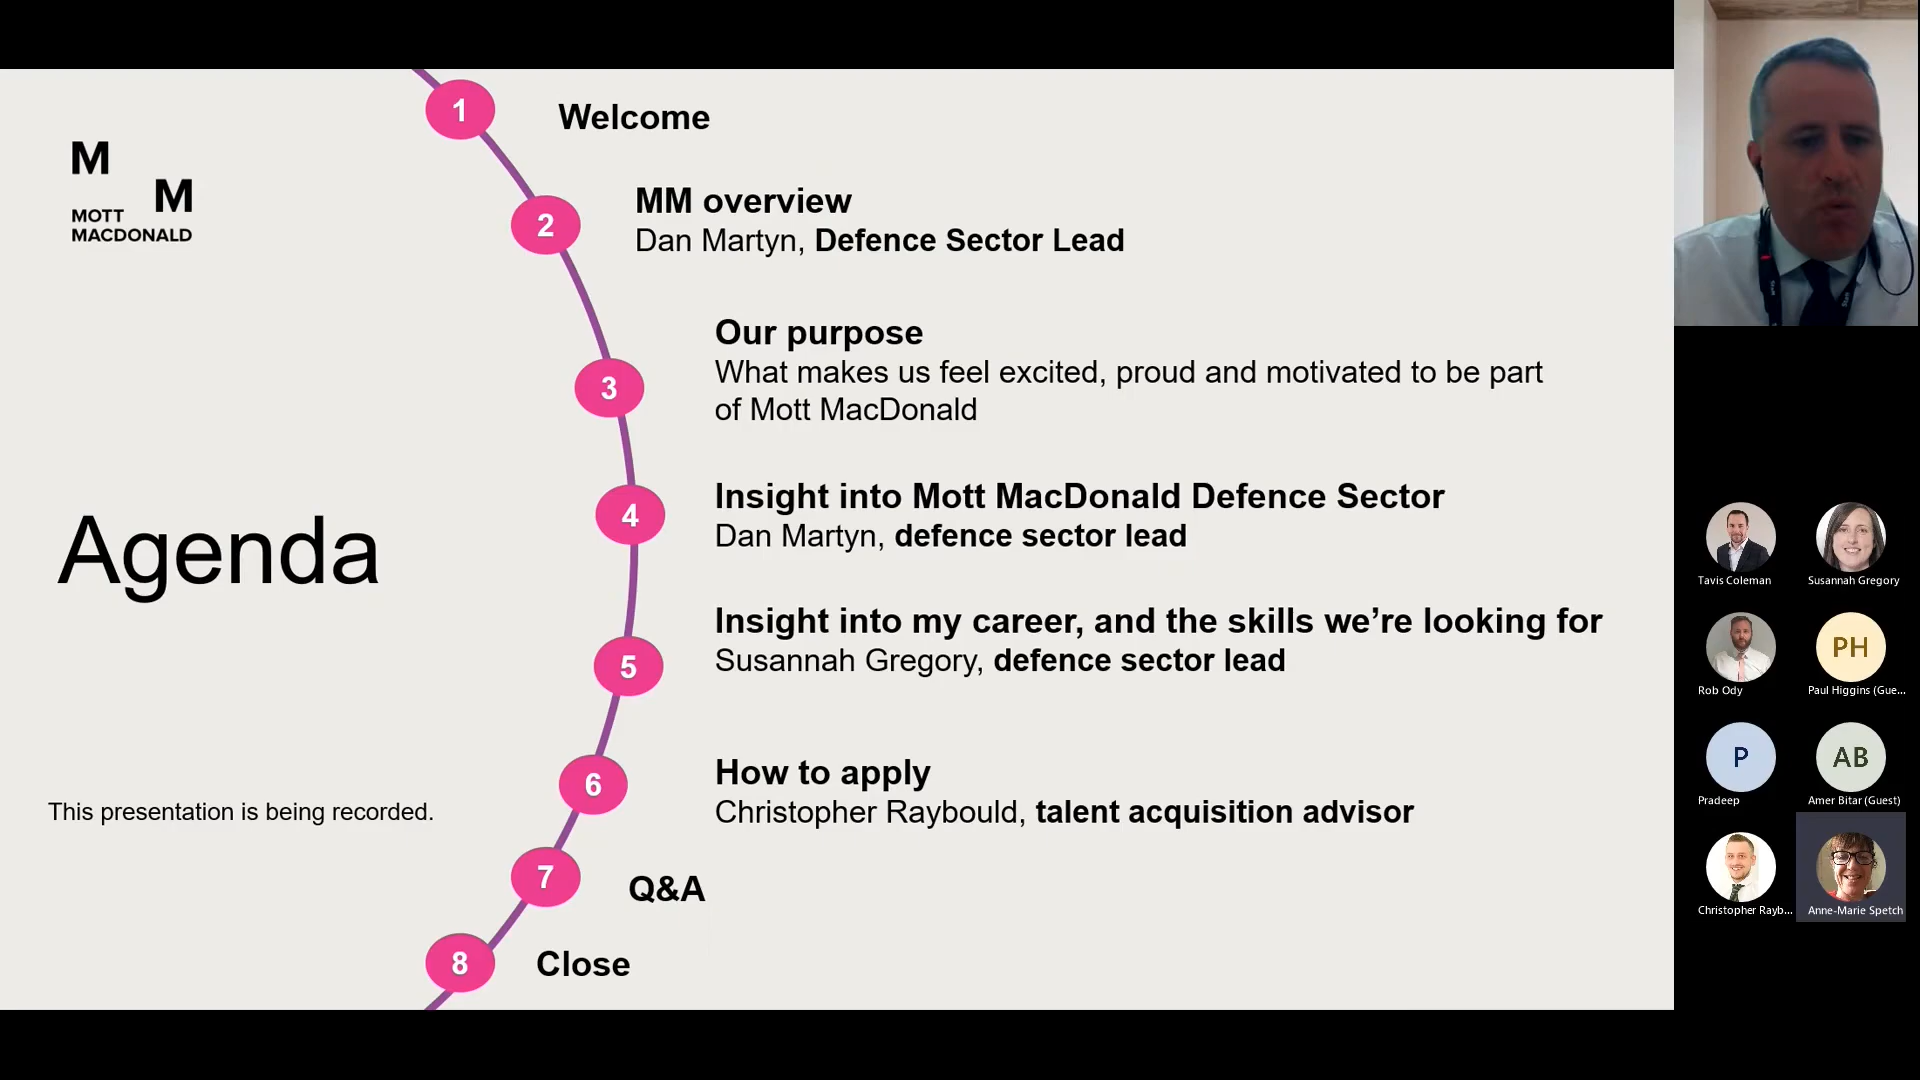 M
M
MOTT
MACDONALD
Agenda
This presentation is being recorded.
1
Welcome
2
MM overview
Dan Martyn, Defence Sector Lead
3
Our purpose
What makes us feel excited, proud and motivated to be part
of Mott MacDonald
4
Insight into Mott MacDonald Defence Sector
Dan Martyn, defence sector lead
5
Insight into my career, and the skills we’re looking for
Susannah Gregory, defence sector lead
6
How to apply
Christopher Raybould, talent acquisition advisor
7
Q&A
8
Close
Tavis Coleman
Susannah Gregory
Rob Ody
PH
Paul Higgins (Gue...
P
Pradeep
AB
Amer Bitar (Guest)
Christopher Rayb...
Anne-Marie Spetch